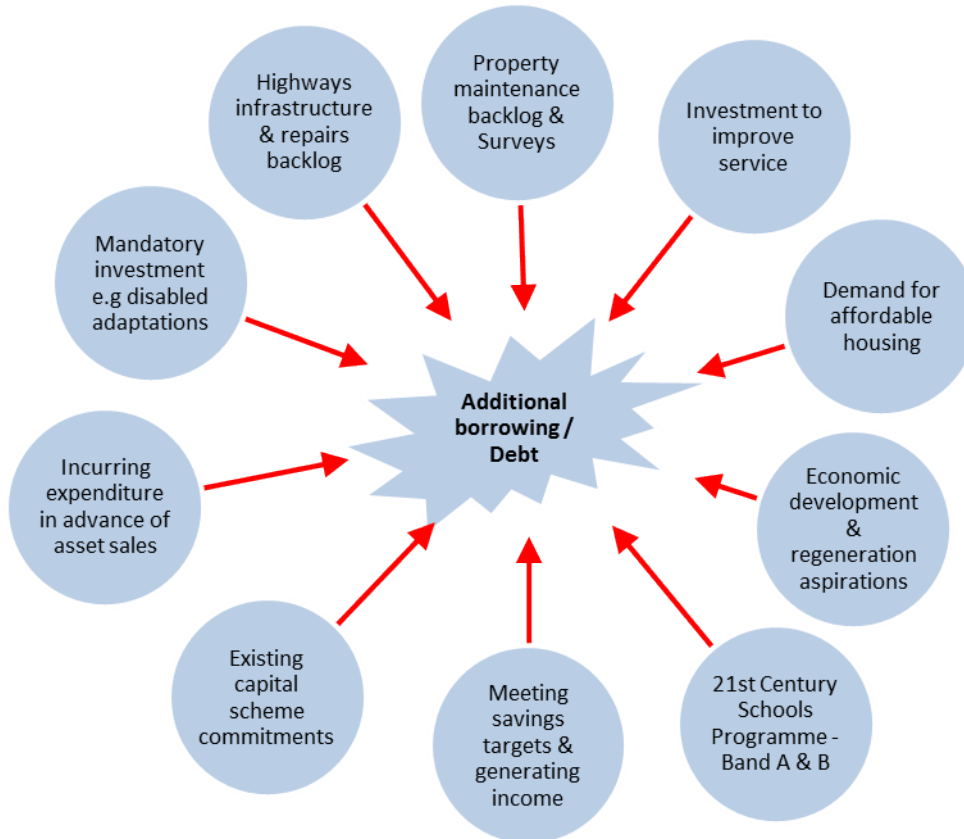 Property
maintenance
backlog &
Surveys
Investment to
improve
service
Demand for
affordable
housing
Economic
development
&
regeneration
aspirations
21st Century
Schools
Programme -
Band A & B
Meeting
savings
targets &
generating
income
Existing
capital
scheme
commitments
Incurring
expenditure
in advance of
asset sales
Mandatory
investment
e.g disabled
adaptations
Highways
infrastructure
& repairs
backlog
Additional
borrowing /
Debt